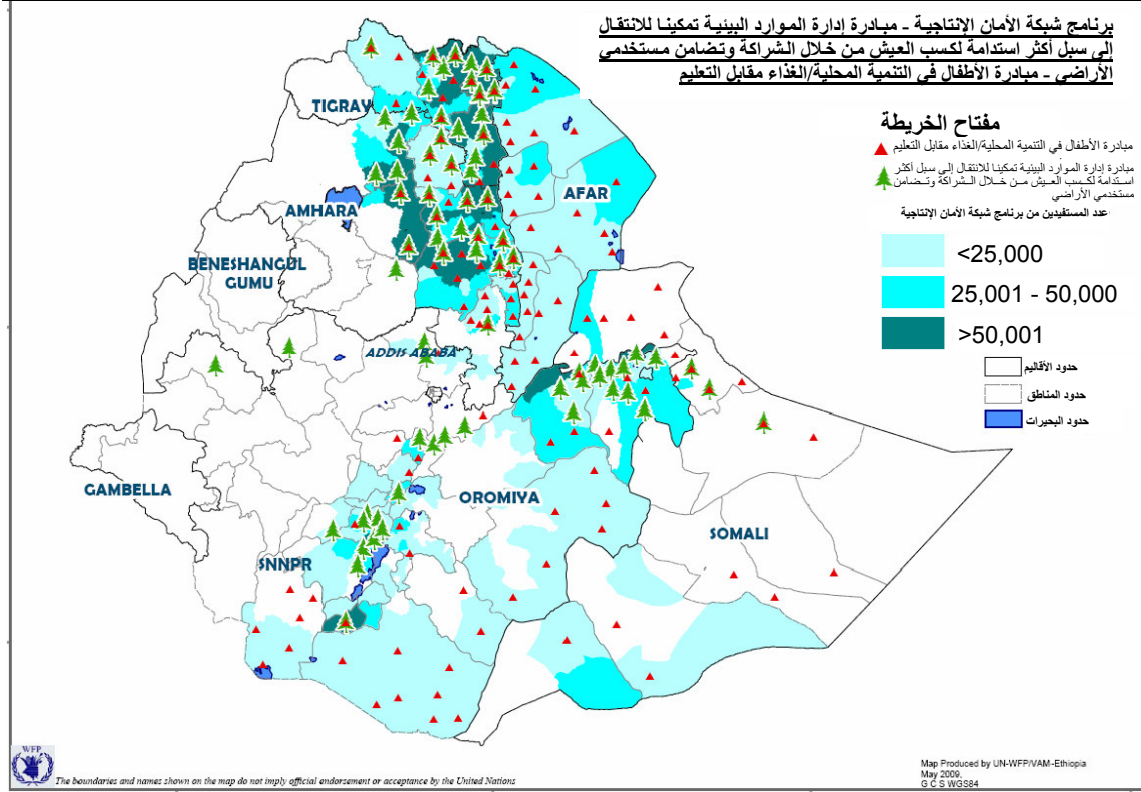 برنامج شبكة الأمان الإنتاجية - مبادرة إدارة الموارد البيئية تمكينا للانتقال
إلى سبل أكثر استدامة لكسب العيش من خلال الشراكة وتضامن مستخدمي
الأراضي - مبادرة الأطفال في التنمية المحلية/الغذاء مقابل التعليم
مفتاح الخريطة
مبادرة الأطفال في التنمية المحلية/الغذاء مقابل التعليم
مبادرة إدارة الموارد البيئية تمكينا للانتقال إلى سبل أكثر
استدامة لكسب العيش من خلال الشراكة وتضامن
مستخدمي الأراضي
عدد المستفيدين من برنامج شبكة الأمان الإنتاجية
<25,000
25,001 - 50,000
>50,001
حدود الأقاليم
حدود المناطق
حدود البحيرات
TIGRAY
AFAR
AMHARA
BENESHANGUL
GUMU
ADDIS ABABA
GAMBELLA
OROMIYA
SOMALI
SNNPR
WFP
The boundaries and names shown on the map do not imply official endorsement or acceptance by the United Nations
Map Produced by UN-WFP/VAM-Ethiopia
May 2009,
G C S WGS84